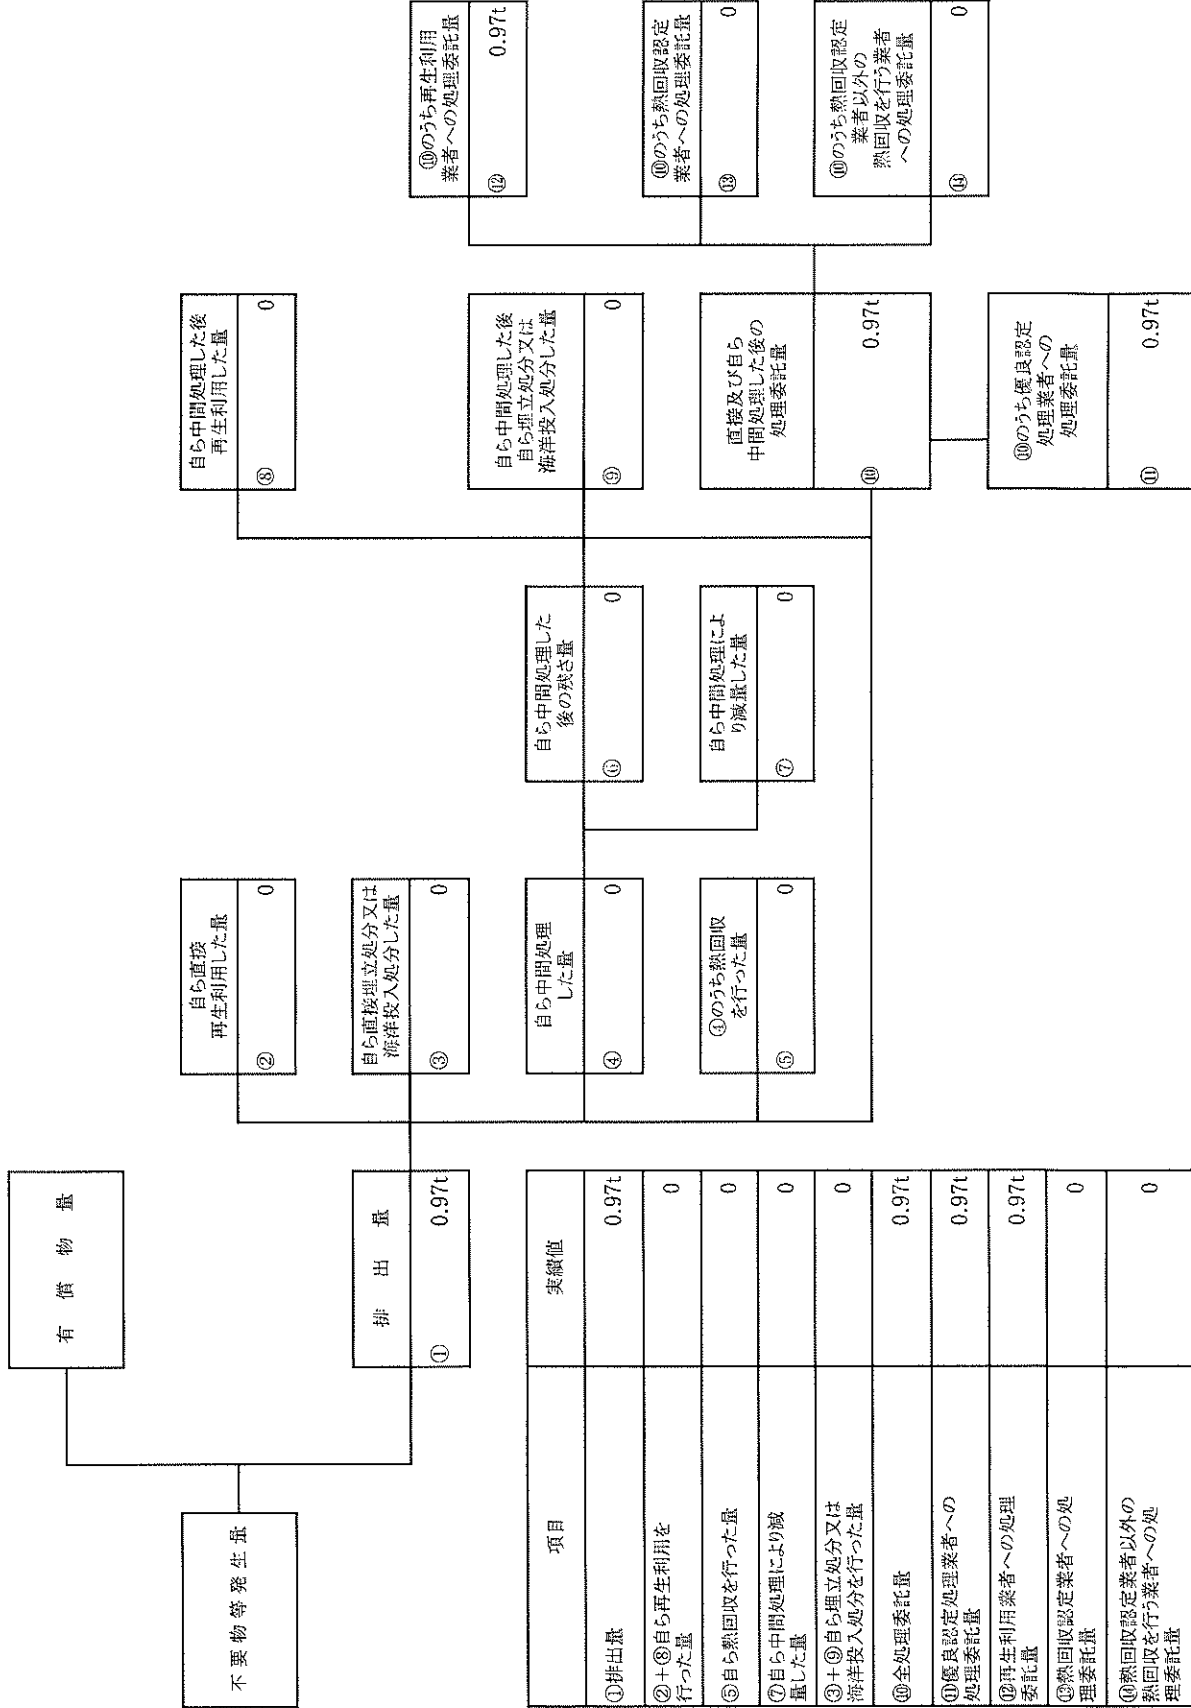 不要物等発生量
有償物量
排出量
① 0.97t
自ら直接
再生利用した量
② 0
自ら直接埋立処分又は
海洋投入処分した量
③ 0
自ら中間処理
した量
④ 0
④のうち熱回収
を行った量
⑤ 0
自ら中間処理した
後の残さ量
⑥ 0
自ら中間処理によ
り減量した量
⑦ 0
自ら中間処理した後
再生利用した量
⑧ 0
自ら中間処理した後
自ら埋立処分又は
海洋投入処分した量
⑨ 0
直接及び自ら
中間処理した後の
処理委託量
⑩ 0.97t
⑩のうち優良認定
処理業者への
処理委託量
⑪ 0.97t
⑩のうち再生利用
業者への処理委託量
⑫ 0.97t
⑩のうち熱回収認定
業者への処理委託量
⑬ 0
⑩のうち熱回収認定
業者以外の
熱回収を行う業者
への処理委託量
⑭ 0
項目 実績値
①排出量 0.97t
②+⑧自ら再生利用を
行った量 0
⑤自ら熱回収を行った量 0
⑦自ら中間処理により減
量した量 0
③+⑨自ら埋立処分又は
海洋投入処分を行った量 0
⑩全処理委託量 0.97t
⑪優良認定処理業者への
処理委託量 0.97t
⑫再生利用業者への処理
委託量 0.97t
⑬熱回収認定業者への処
理委託量 0
⑭熱回収認定業者以外の
熱回収を行う業者への処
理委託量 0